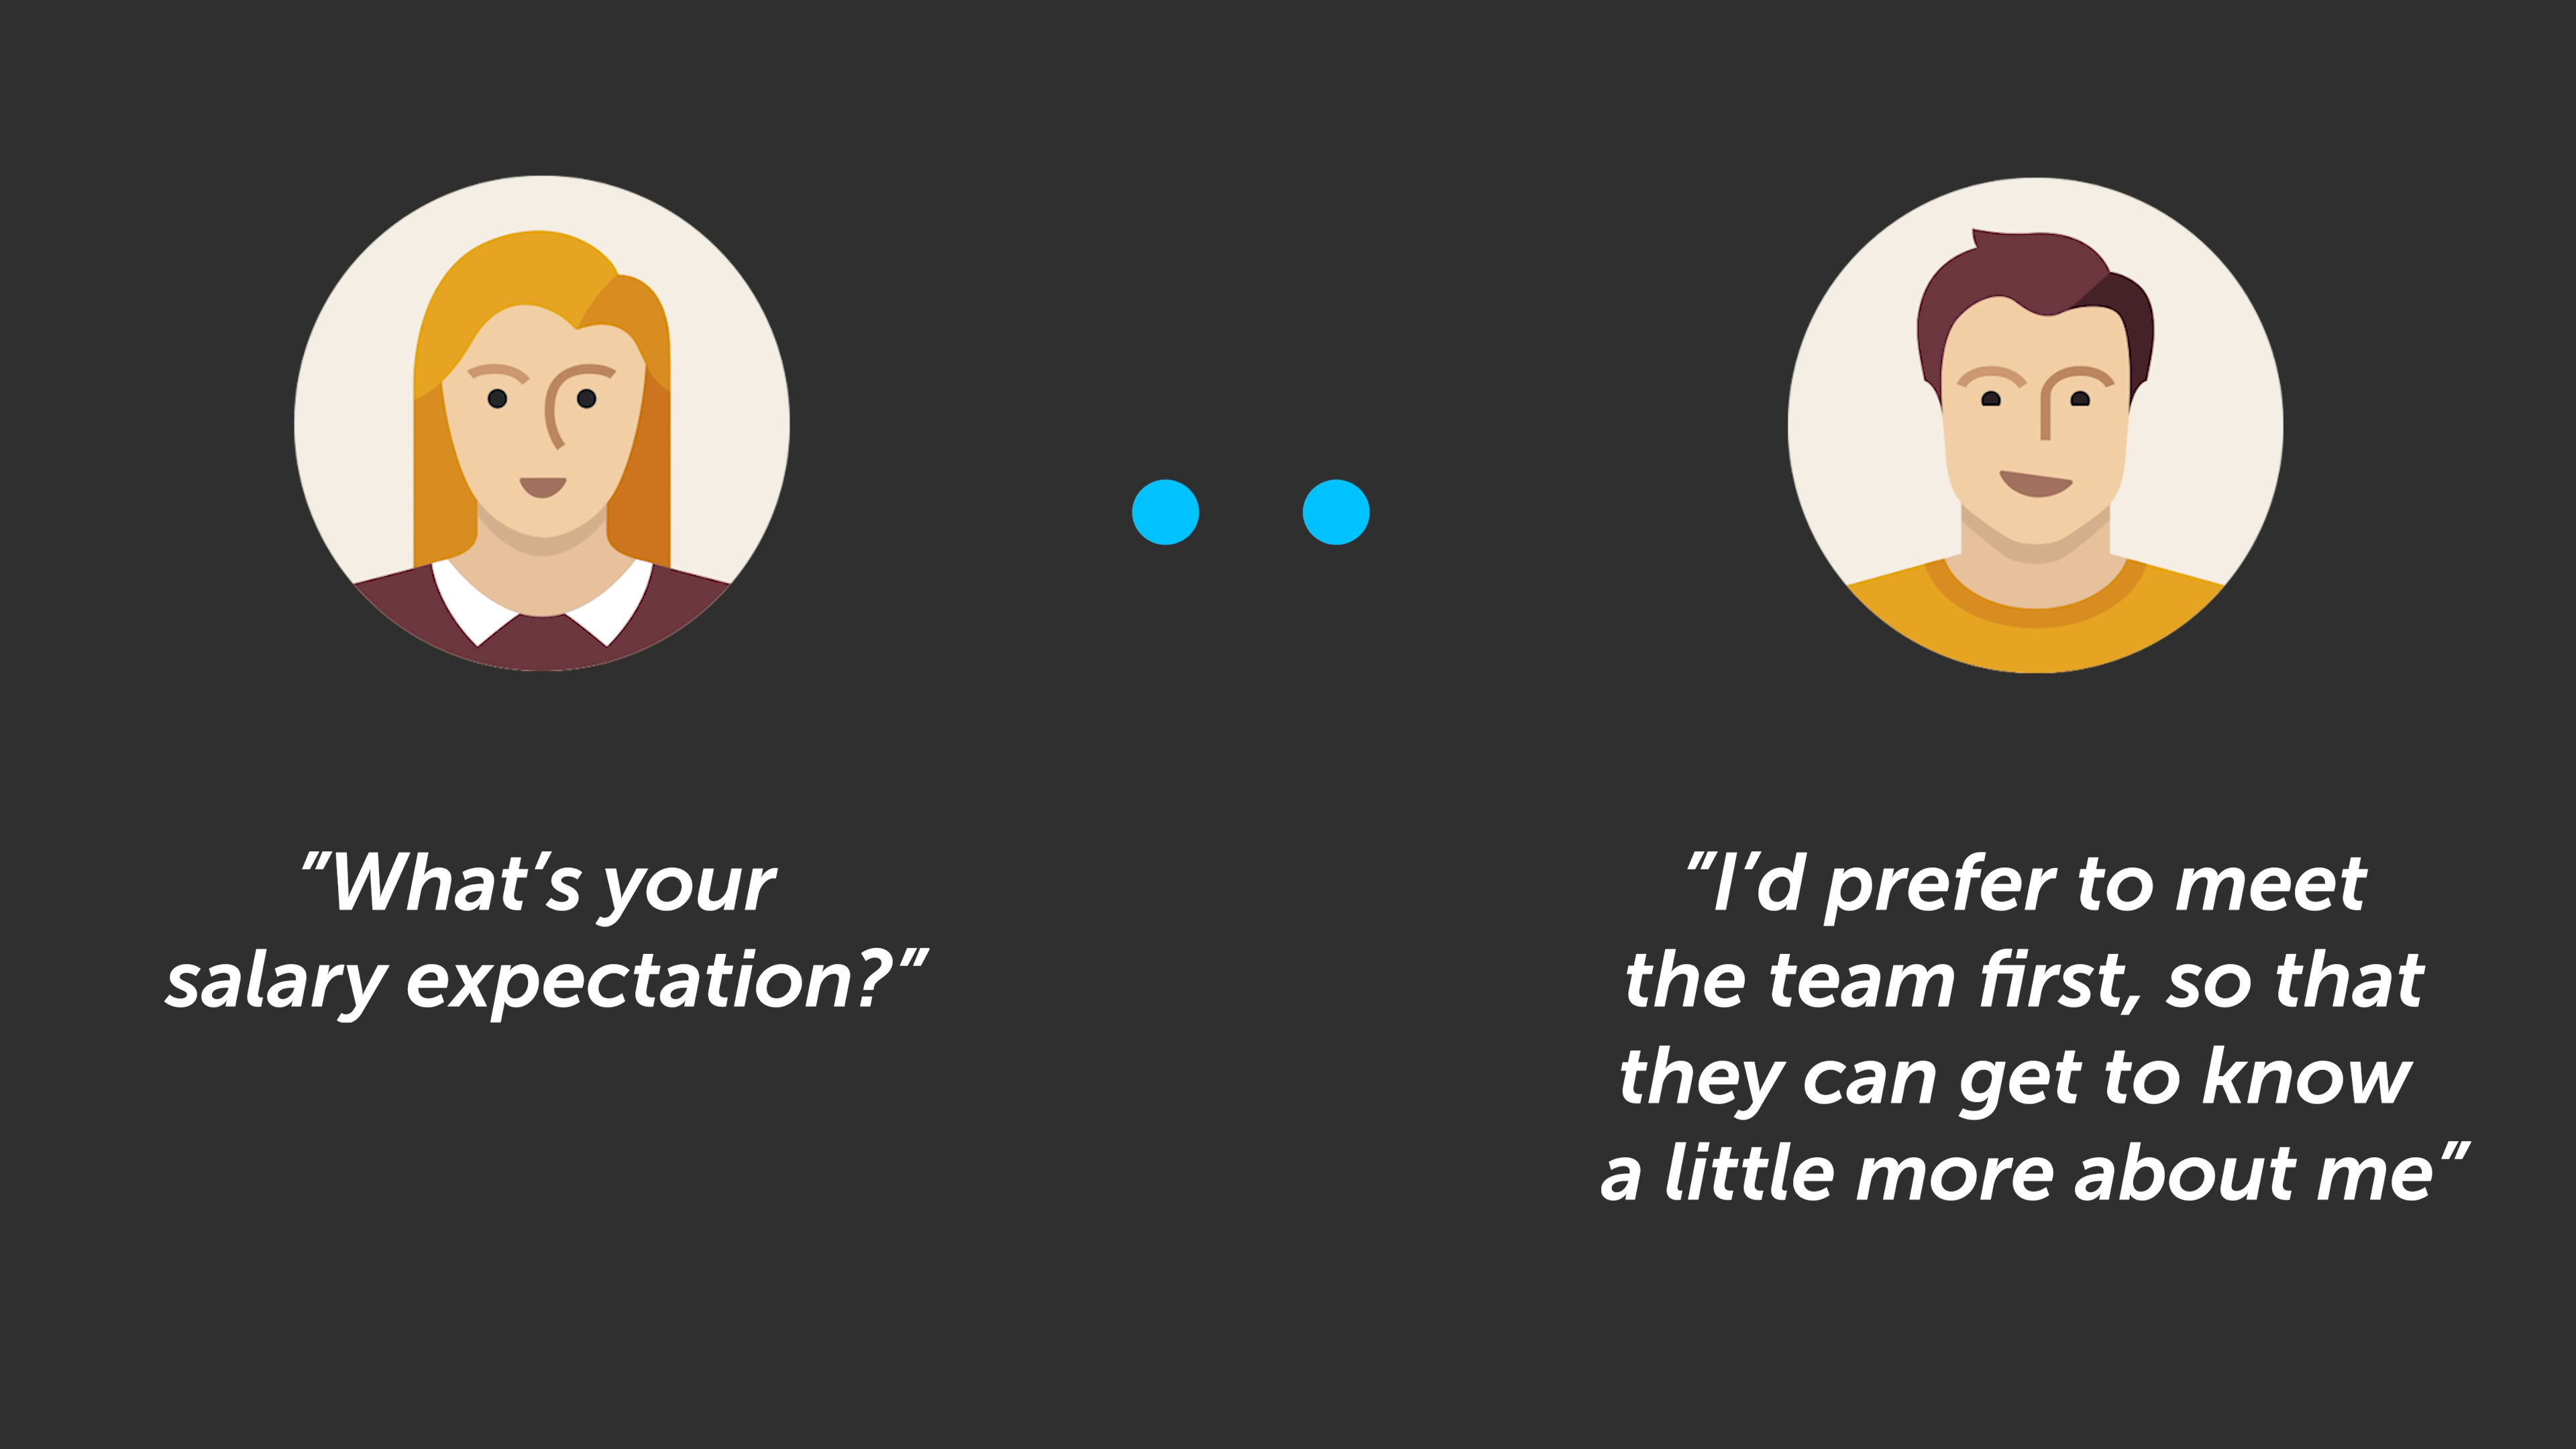 "What's your
salary expectation?"
"I'd prefer to meet
the team first, so that
they can get to know
a little more about me"